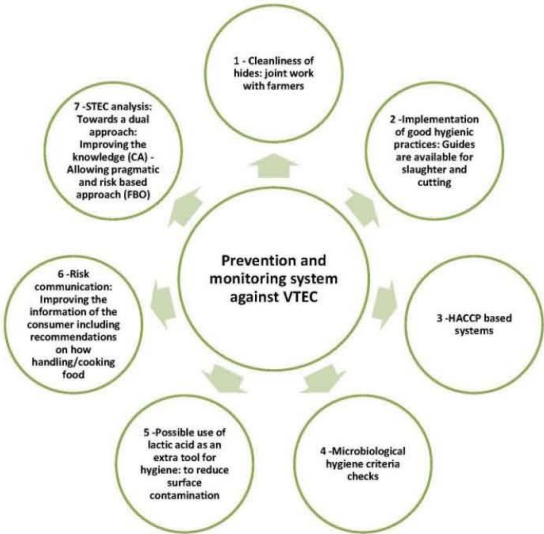 1 - Cleanliness of
hides: joint work
with farmers
2 -Implementation
of good hygienic
practices: Guides
are available for
slaughter and
cutting
3 -HACCP based
systems
4 -Microbiological
hygiene criteria
checks
5 -Possible use of
lactic acid as an
extra tool for
hygiene: to reduce
surface
contamination
6 -Risk
communication:
Improving the
information of the
consumer including
recommendations
on how
handling/cooking
food
7 -STEC analysis:
Towards a dual
approach:
Improving the
knowledge (CA) -
Allowing pragmatic
and risk based
approach (FBO)
Prevention and
monitoring system
against VTEC